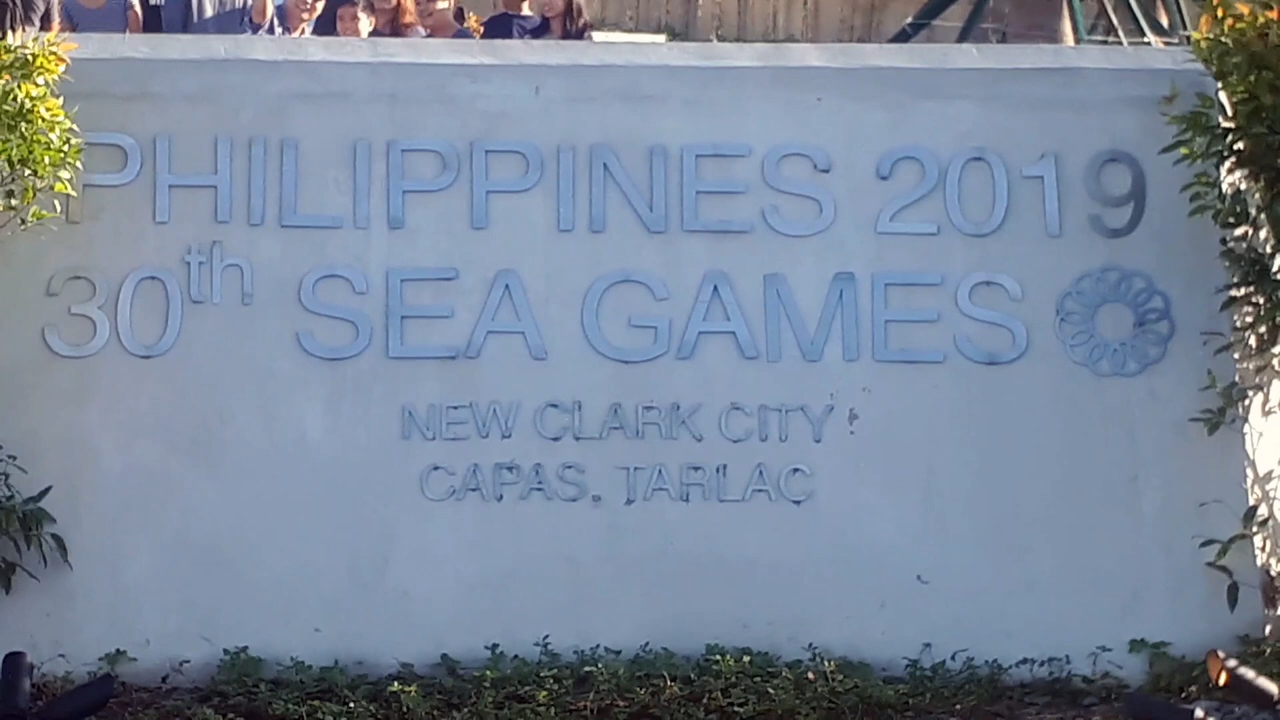 PHILIPPINES 2019
30th SEA GAMES
NEW CLARK CITY
CAPAS, TARLAC